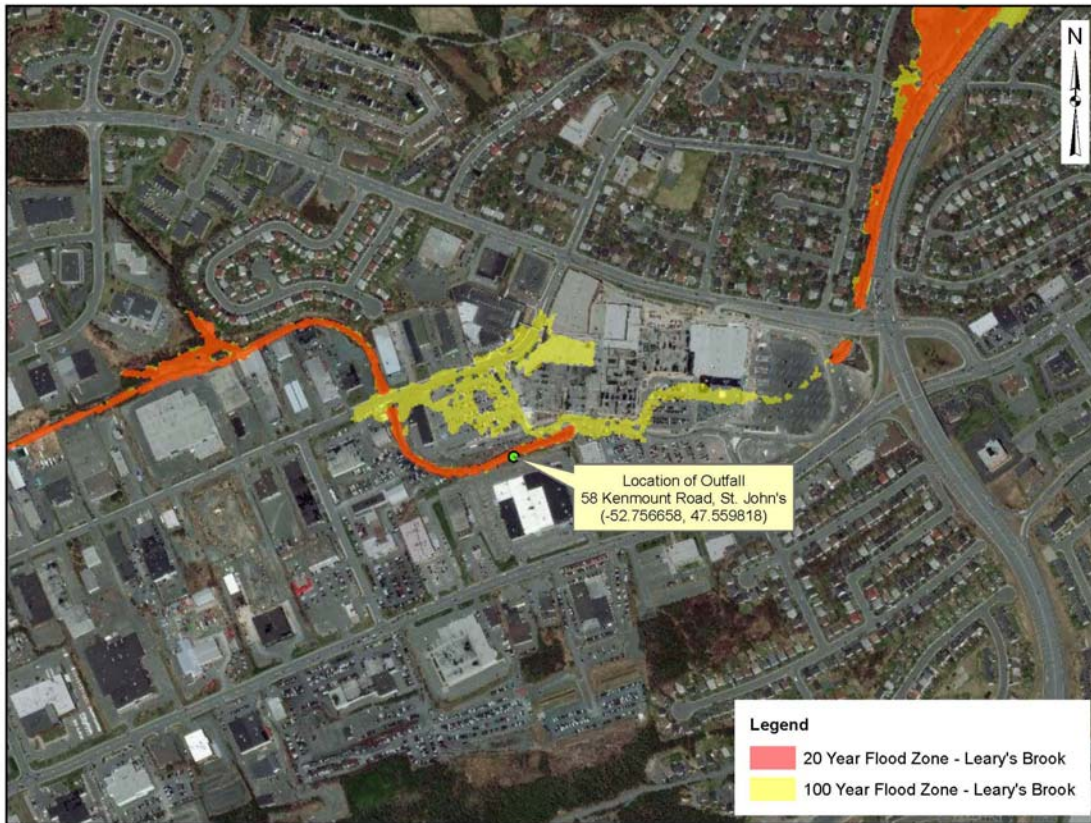 N
Location of Outfall
58 Kenmount Road, St. John's
(-52.756658, 47.559818)
Legend
20 Year Flood Zone - Leary's Brook
100 Year Flood Zone - Leary's Brook